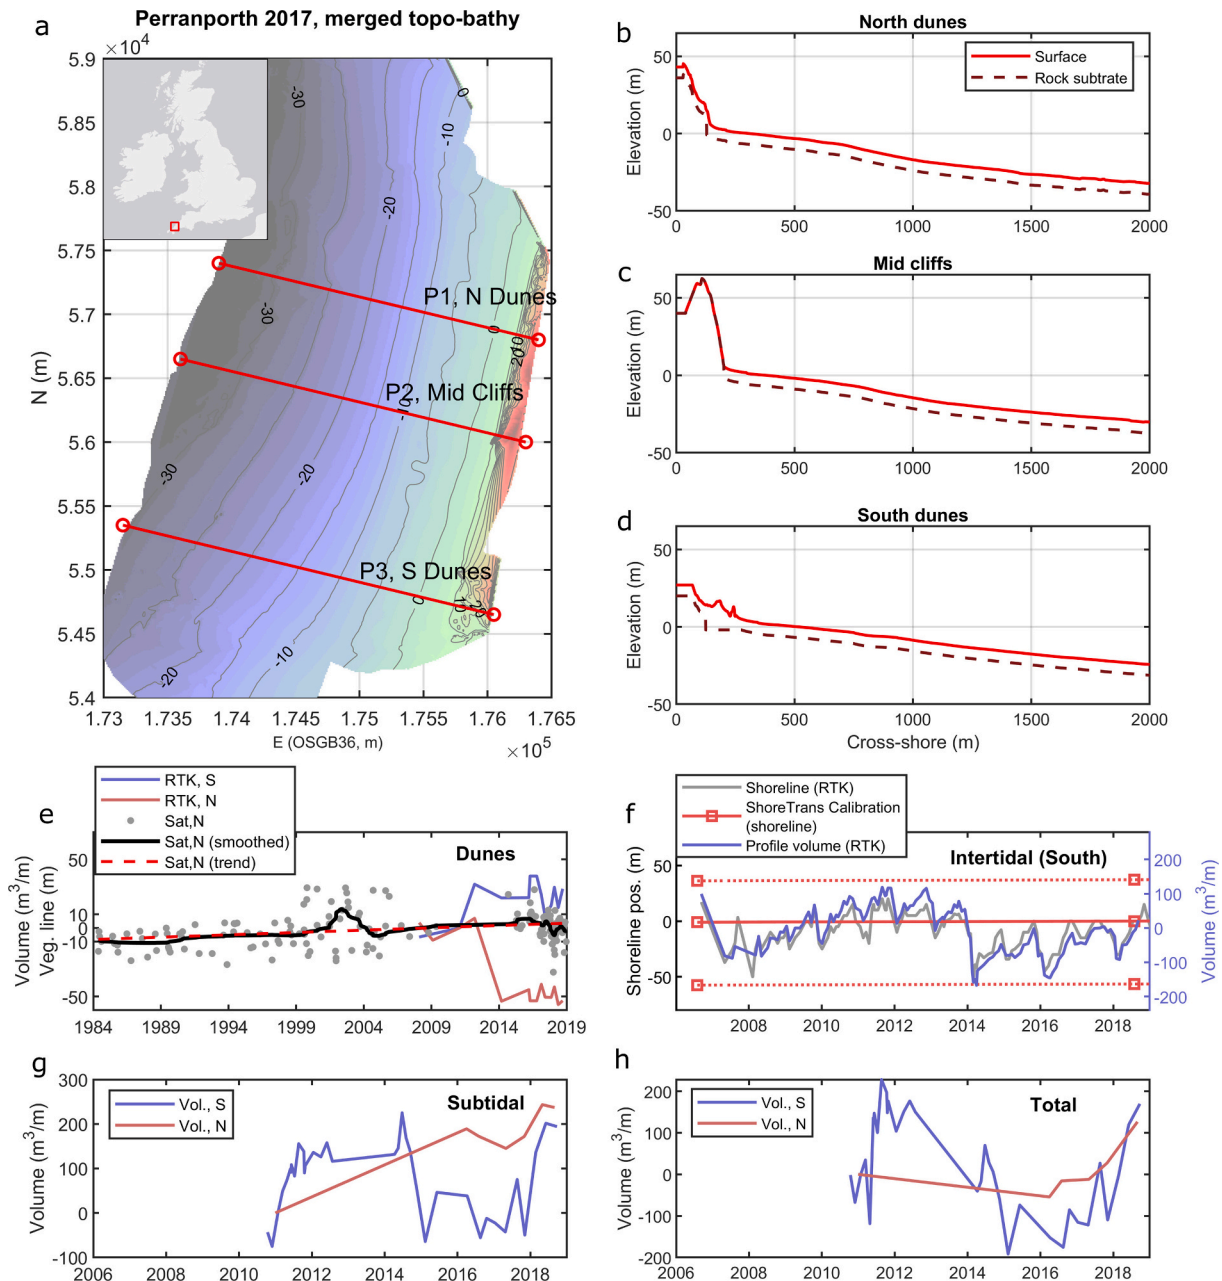 a
Perranporth 2017, merged topo-bathy
×10⁴
5.9
5.85
5.8
5.75
5.7
5.65
5.6
5.55
5.5
5.45
5.4
N (m)
-30
0
-10
-20
-30
P1, N Dunes
0
10
20
P2, Mid Cliffs
-10
-20
-30
P3, S Dunes
0
10
20
-10
-20
1.73
1.735
1.74
1.745
1.75
1.755
1.76
1.765
E (OSGB36, m)
×10⁵
b
North dunes
Surface
Rock subtrate
Elevation (m)
50
0
-50
0
500
1000
1500
2000
c
Mid cliffs
Elevation (m)
50
0
-50
0
500
1000
1500
2000
d
South dunes
Elevation (m)
50
0
-50
0
500
1000
1500
2000
Cross-shore (m)
e
RTK, S
RTK, N
Sat,N
Sat,N (smoothed)
Sat,N (trend)
Dunes
Volume (m³/m)
Veg. line (m)
50
10
-10
-50
1984
1989
1994
1999
2004
2009
2014
2019
f
Shoreline (RTK)
ShoreTrans Calibration
(shoreline)
Profile volume (RTK)
Intertidal (South)
Shoreline pos. (m)
50
0
-50
200
100
0
-100
-200
Volume (m³/m)
2008
2010
2012
2014
2016
2018
g
Vol., S
Vol., N
Subtidal
Volume (m³/m)
300
200
100
0
-100
2006
2008
2010
2012
2014
2016
2018
h
Vol., S
Vol., N
Total
Volume (m³/m)
200
100
0
-100
-200
2006
2008
2010
2012
2014
2016
2018